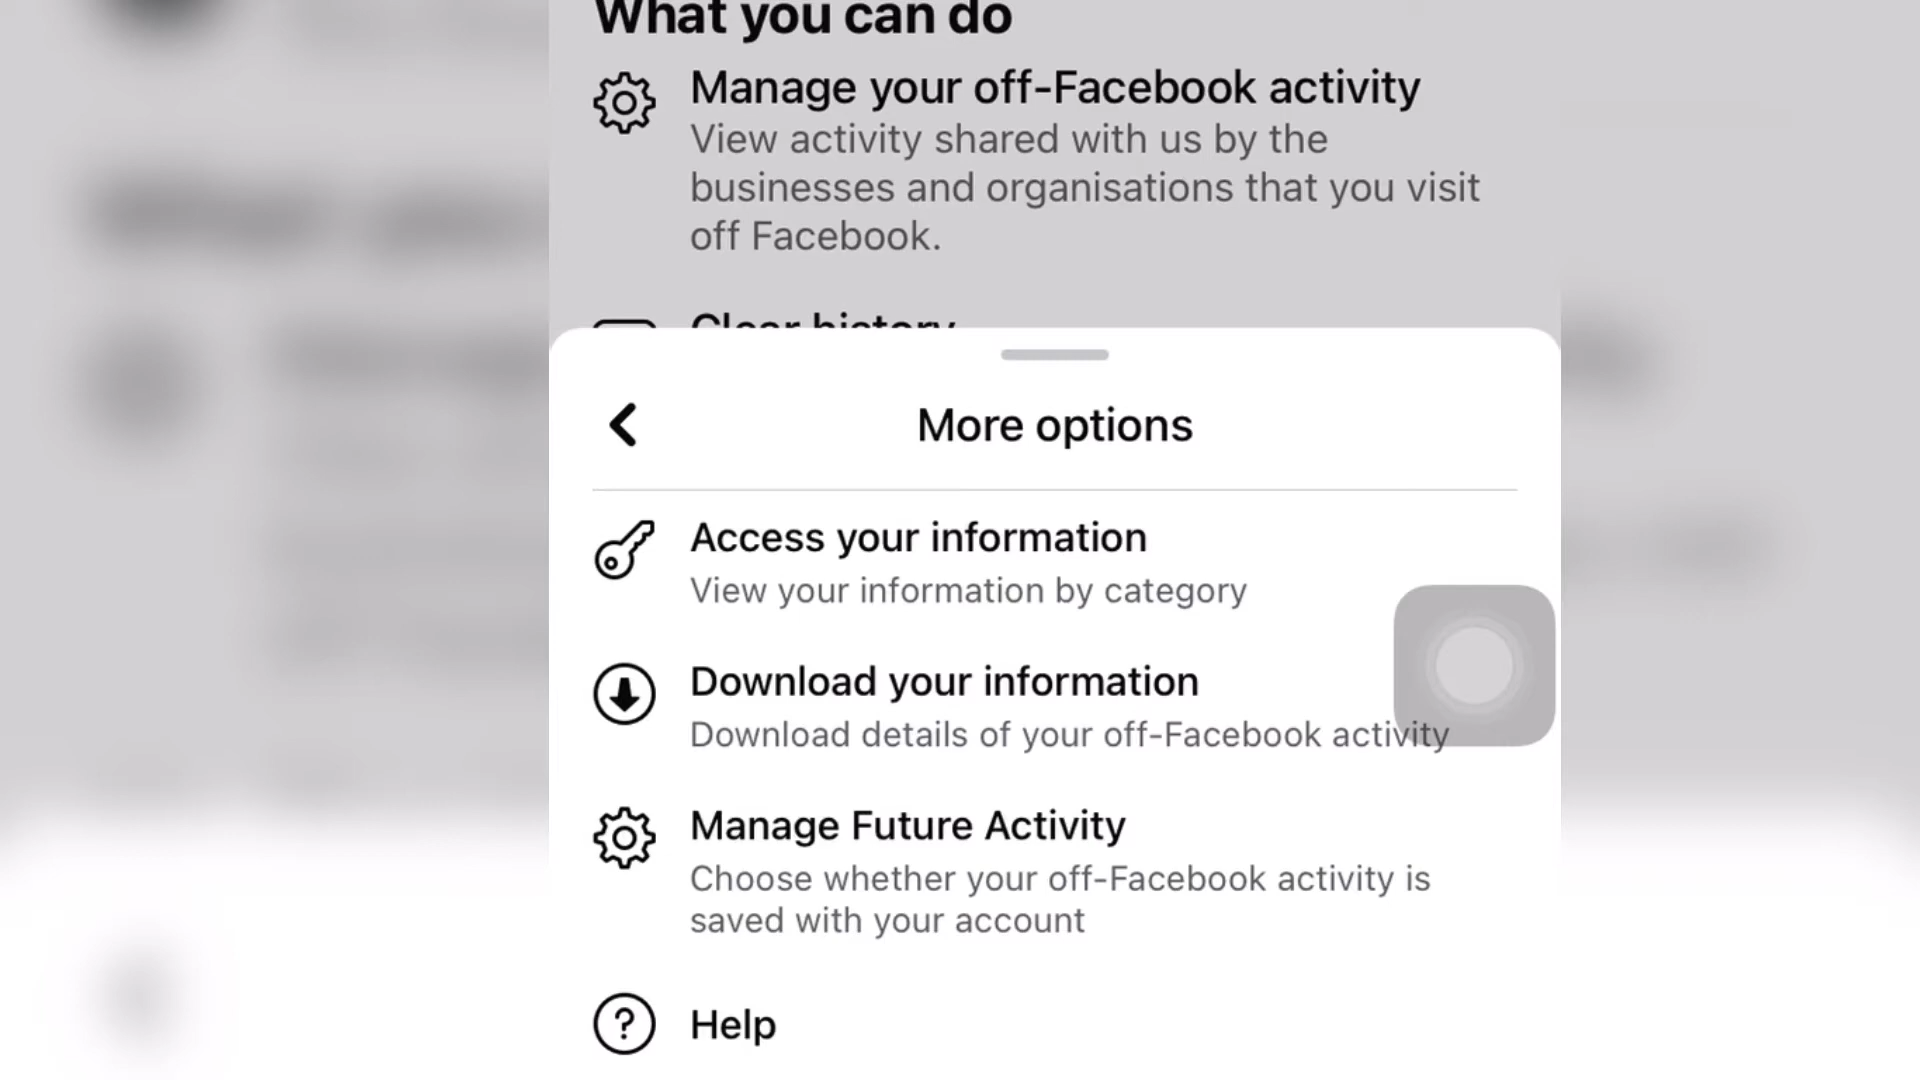 What you can do
Manage your off-Facebook activity
View activity shared with us by the
businesses and organisations that you visit
off Facebook.
Clear history
More options
Access your information
View your information by category
Download your information
Download details of your off-Facebook activity
Manage Future Activity
Choose whether your off-Facebook activity is
saved with your account
Help